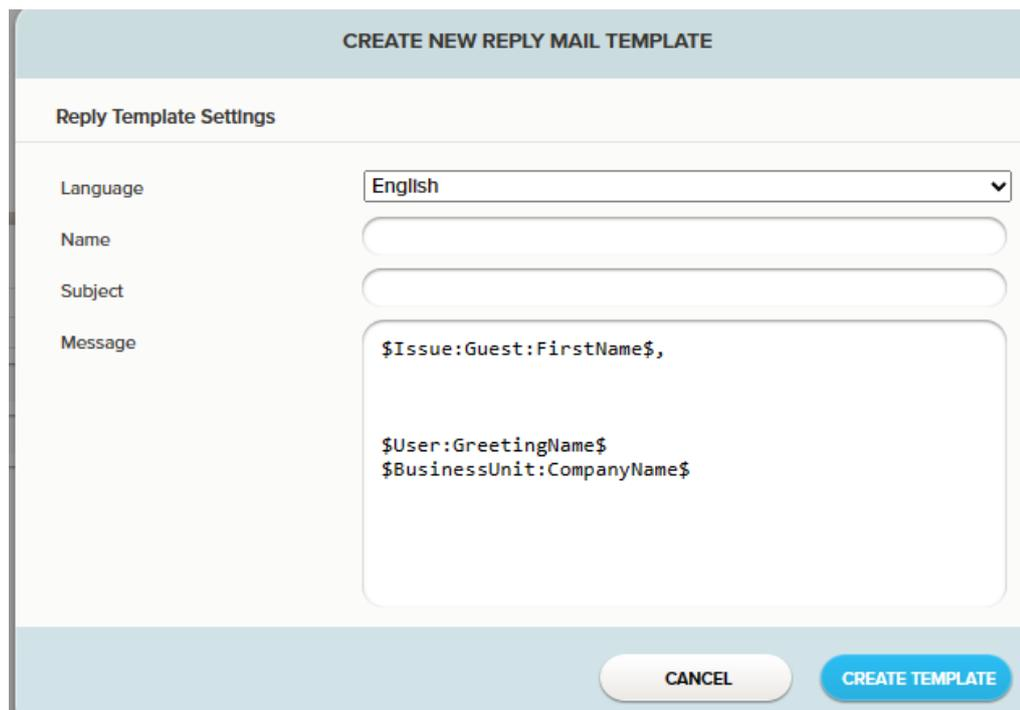 CREATE NEW REPLY MAIL TEMPLATE
Reply Template Settings
Language
English
Name
Subject
Message
$Issue:Guest:FirstName$,
$User:GreetingName$
$BusinessUnit:CompanyName$
CANCEL
CREATE TEMPLATE